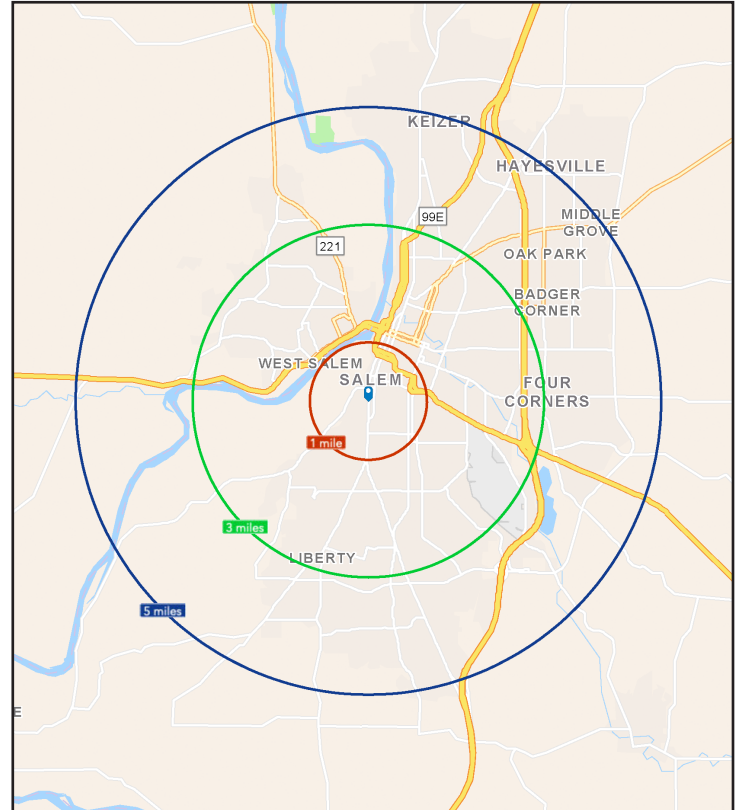 KEIZER
HAYESVILLE
MIDDLE
GROVE
99E
221
OAK PARK
BADGER
CORNER
WEST SALEM
SALEM
FOUR
CORNERS
1 mile
3 miles
LIBERTY
5 miles
E